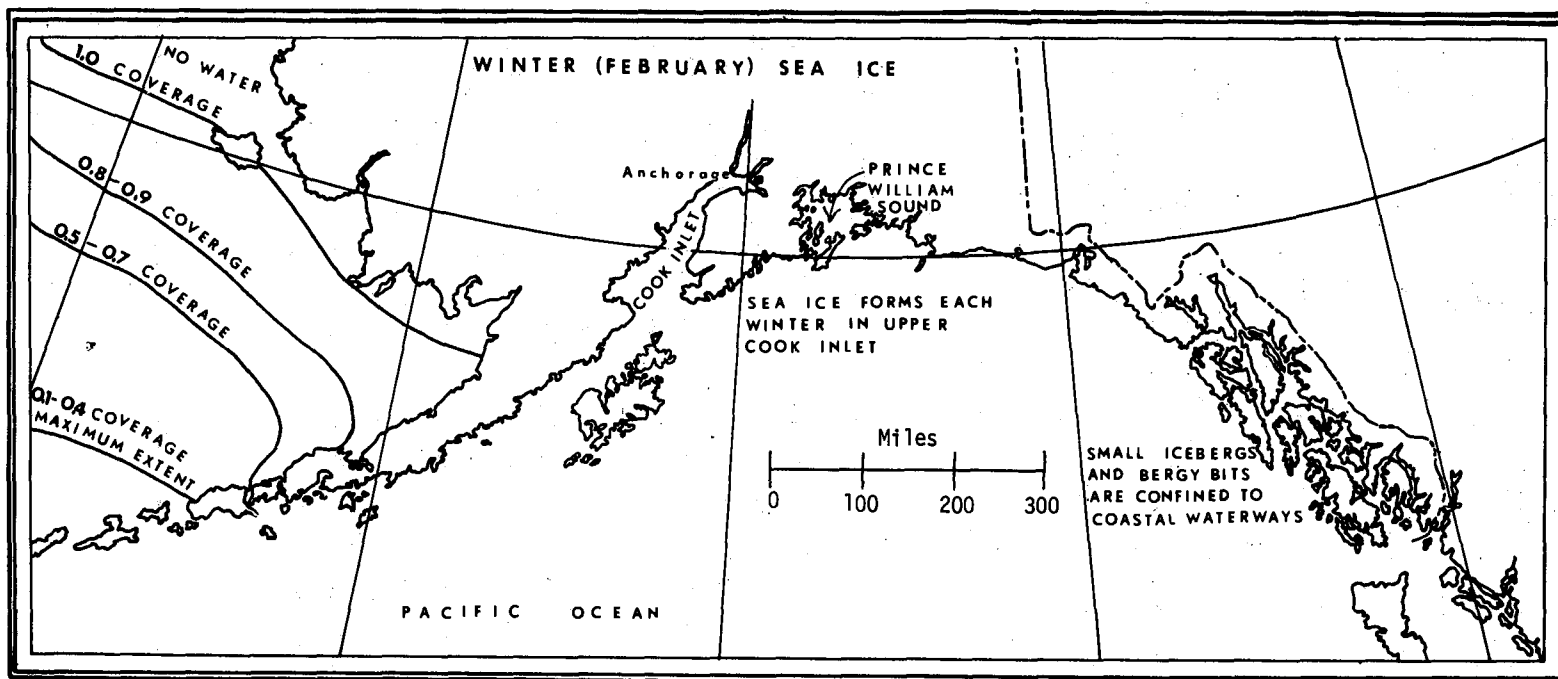 WINTER (FEBRUARY) SEA ICE
NO WATER
1.0 COVERAGE
0.8-0.9 COVERAGE
0.5-0.7 COVERAGE
0.1-0.4 COVERAGE
MAXIMUM EXTENT
Anchorage
COOK INLET
PRINCE
WILLIAM
SOUND
SEA ICE FORMS EACH
WINTER IN UPPER
COOK INLET
Miles
0 100 200 300
SMALL ICEBERGS
AND BERGY BITS
ARE CONFINED TO
COASTAL WATERWAYS
PACIFIC OCEAN